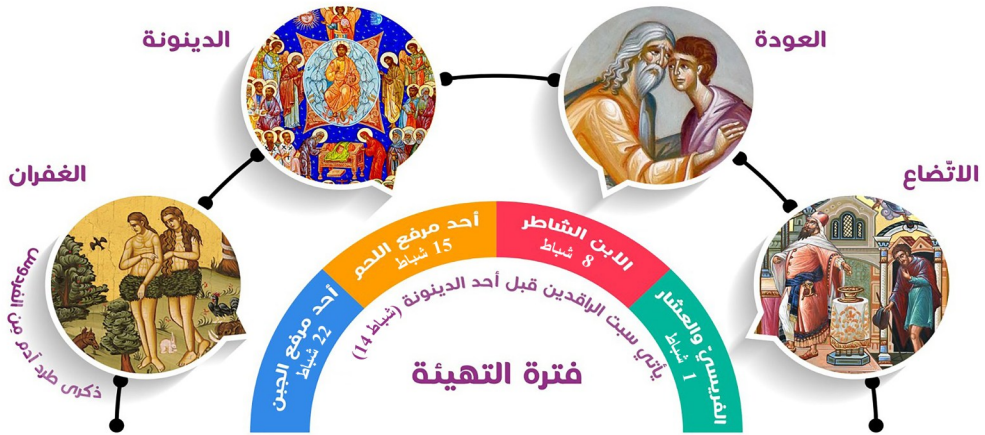 الاتّضاع
العودة
الدينونة
الغفران
ذكرى طرد آدم من الفردوس
الفريسيّ والعشار
1 شباط
الابن الشاطر
8 شباط
أحد مرفع اللحم
15 شباط
أحد مرفع الجبن
22 شباط
يأتي سبت الراقدين قبل أحد الدينونة (شباط 14)
فترة التهيئة